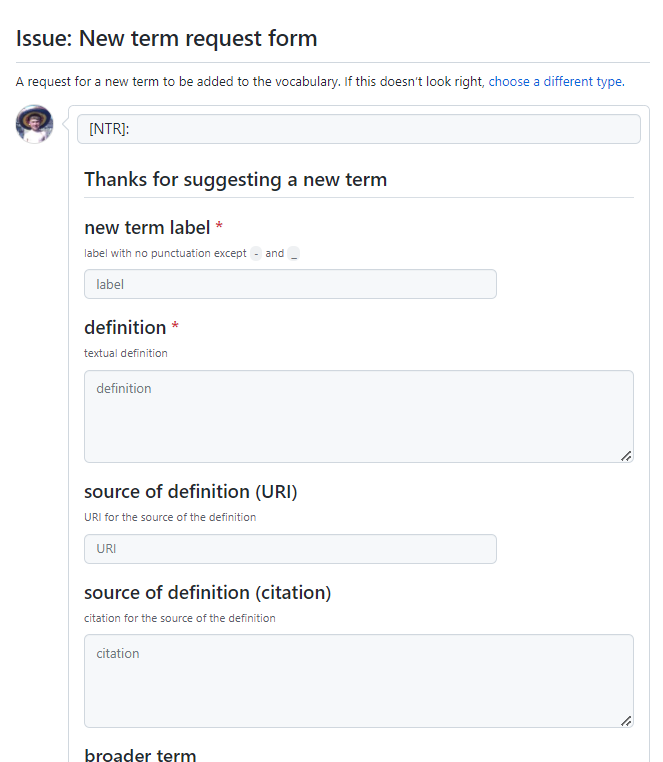 Issue: New term request form
A request for a new term to be added to the vocabulary. If this doesn't look right, choose a different type.
[NTR]:
Thanks for suggesting a new term
new term label *
label with no punctuation except - and _
label
definition *
textual definition
definition
source of definition (URI)
URI for the source of the definition
URI
source of definition (citation)
citation for the source of the definition
citation
broader term